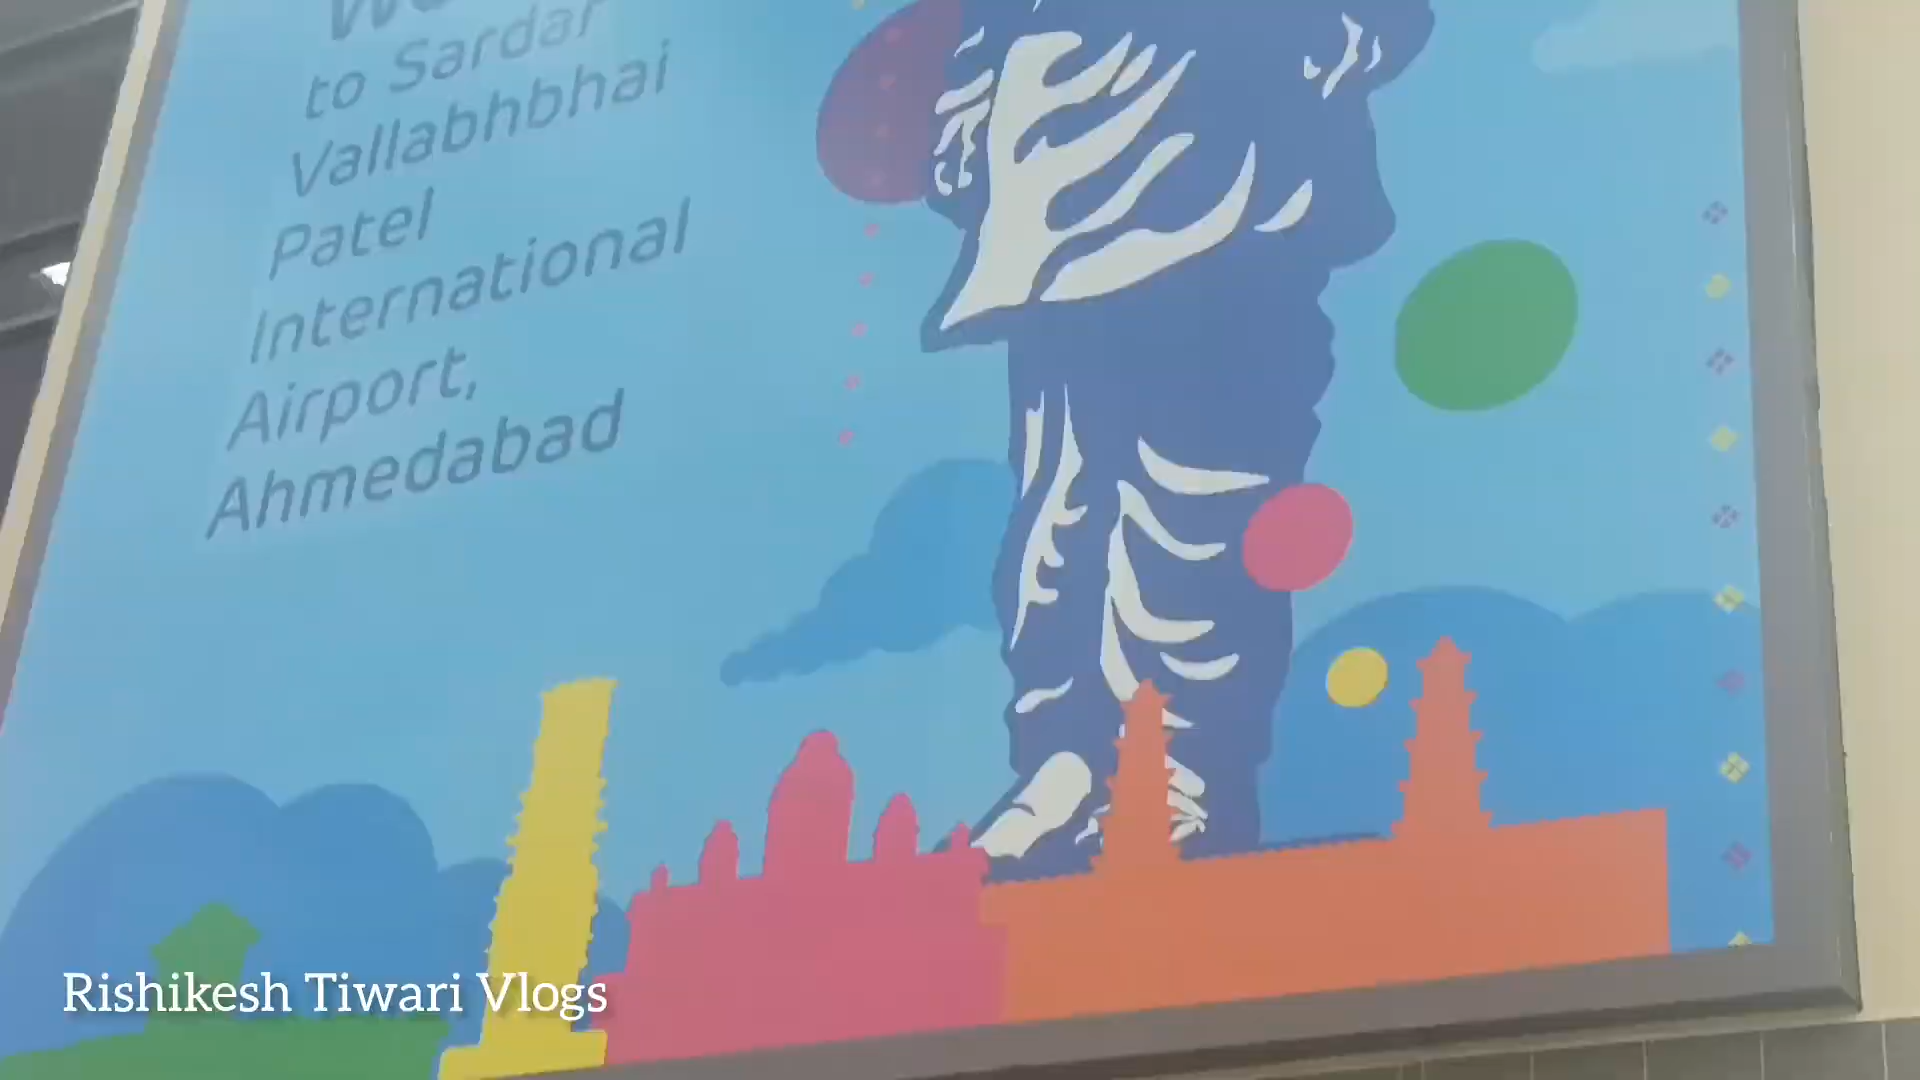 to Sardar
Vallabhbhai
Patel
International
Airport,
Ahmedabad
Rishikesh Tiwari Vlogs